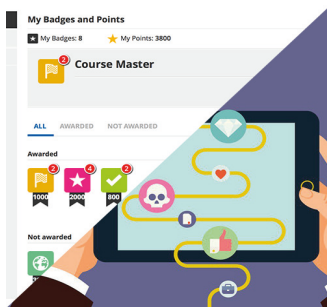 My Badges and Points
My Badges: 8 My Points: 3800
2
Course Master
ALL AWARDED NOT AWARDED
Awarded
2 4 2
1000 2000 800
Not awarded